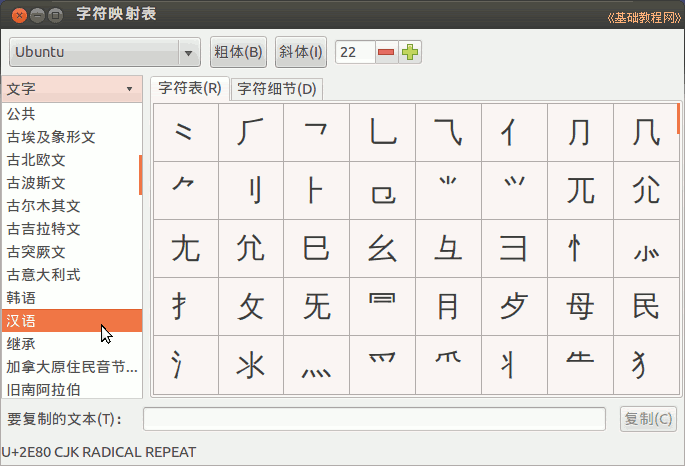 字符映射表
《基础教程网》
Ubuntu 粗体(B) 斜体(I) 22
文字 字符表(R) 字符细节(D)
公共
古埃及象形文
古北欧文
古波斯文
古尔木其文
古吉拉特文
古突厥文
古意大利式
韩语
汉语
继承
加拿大原住民音节...
旧南阿拉伯
⺀ ⺁ ⺂ ⺃ ⺄ ⺅ ⺆ ⺇
⺈ ⺉ ⺊ ⺋ ⺌ ⺍ ⺎ ⺏
⺐ ⺑ ⺒ ⺓ ⺔ ⺕ ⺖ ⺗
⺘ ⺙ ⺛ ⺜ ⺝ ⺞ ⺟ ⺠
⺡ ⺢ ⺣ ⺤ ⺥ ⺦ ⺧ ⺨
要复制的文本(T)： 复制(C)
U+2E80 CJK RADICAL REPEAT